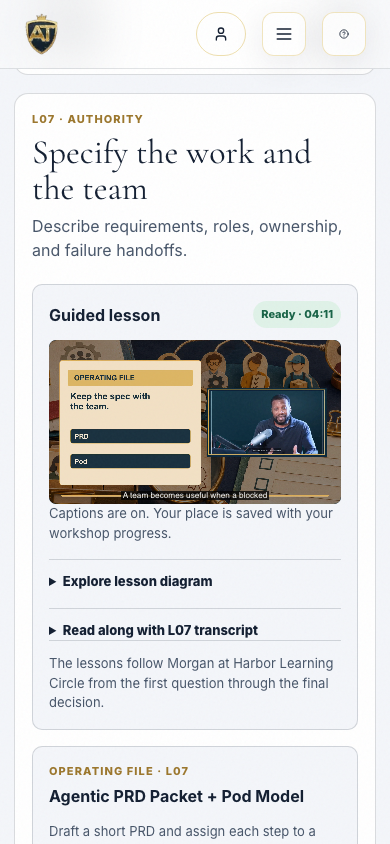 AT
L07 · AUTHORITY
Specify the work and
the team
Describe requirements, roles, ownership,
and failure handoffs.
Guided lesson
Ready · 04:11
OPERATING FILE
Keep the spec with
the team.
PRD
Pod
A team becomes useful when a blocked
Captions are on. Your place is saved with your
workshop progress.
Explore lesson diagram
Read along with L07 transcript
The lessons follow Morgan at Harbor Learning
Circle from the first question through the final
decision.
OPERATING FILE · L07
Agentic PRD Packet + Pod Model
Draft a short PRD and assign each step to a